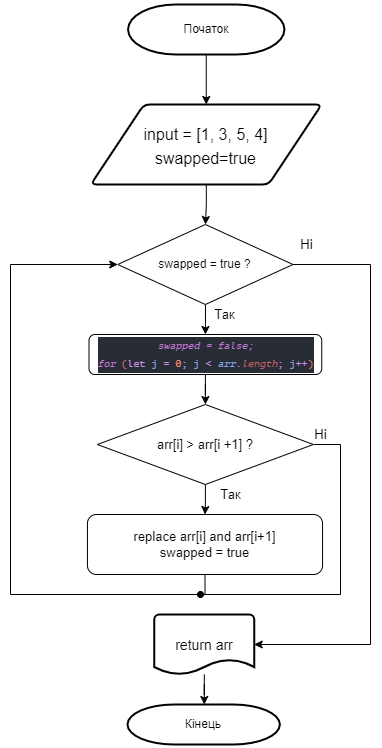 Початок
input = [1, 3, 5, 4]
swapped=true
swapped = true ?
Ні
Так
swapped = false;
for (let j = 0; j < arr.length; j++)
arr[i] > arr[i +1] ?
Ні
Так
replace arr[i] and arr[i+1]
swapped = true
return arr
Кінець